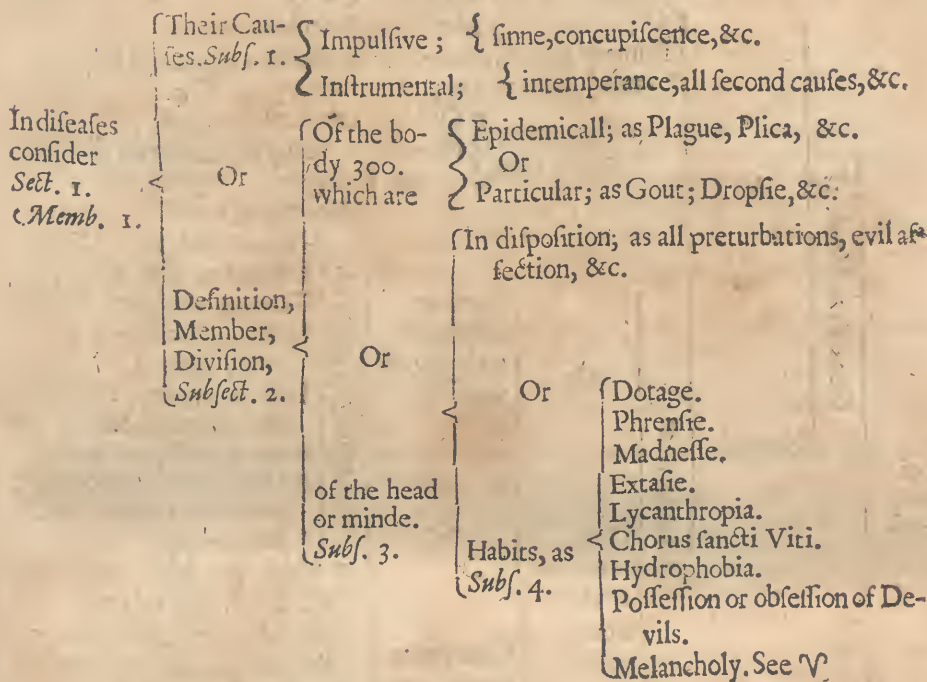 Their Cau-
ſes. Subſ. 1.
Impulſive; ſinne, concupiſcence, &c.
Inſtrumental; intemperance, all ſecond cauſes, &c.
In diſeaſes
conſider
Sect. 1.
Memb. 1.
Or
Definition,
Member,
Diviſion,
Subſect. 2.
Of the bo-
dy 300.
which are
Epidemicall; as Plague, Plica, &c.
Or
Particular; as Gout; Dropſie, &c.
Or
of the head
or minde.
Subſ. 3.
In diſpoſition; as all preturbations, evil af-
fection, &c.
Or
Habits, as
Subſ. 4.
Dotage.
Phrenſie.
Madneſſe.
Extaſie.
Lycanthropia.
Chorus ſancti Viti.
Hydrophobia.
Poſſeſſion or obſeſſion of De-
vils.
Melancholy. See ♈